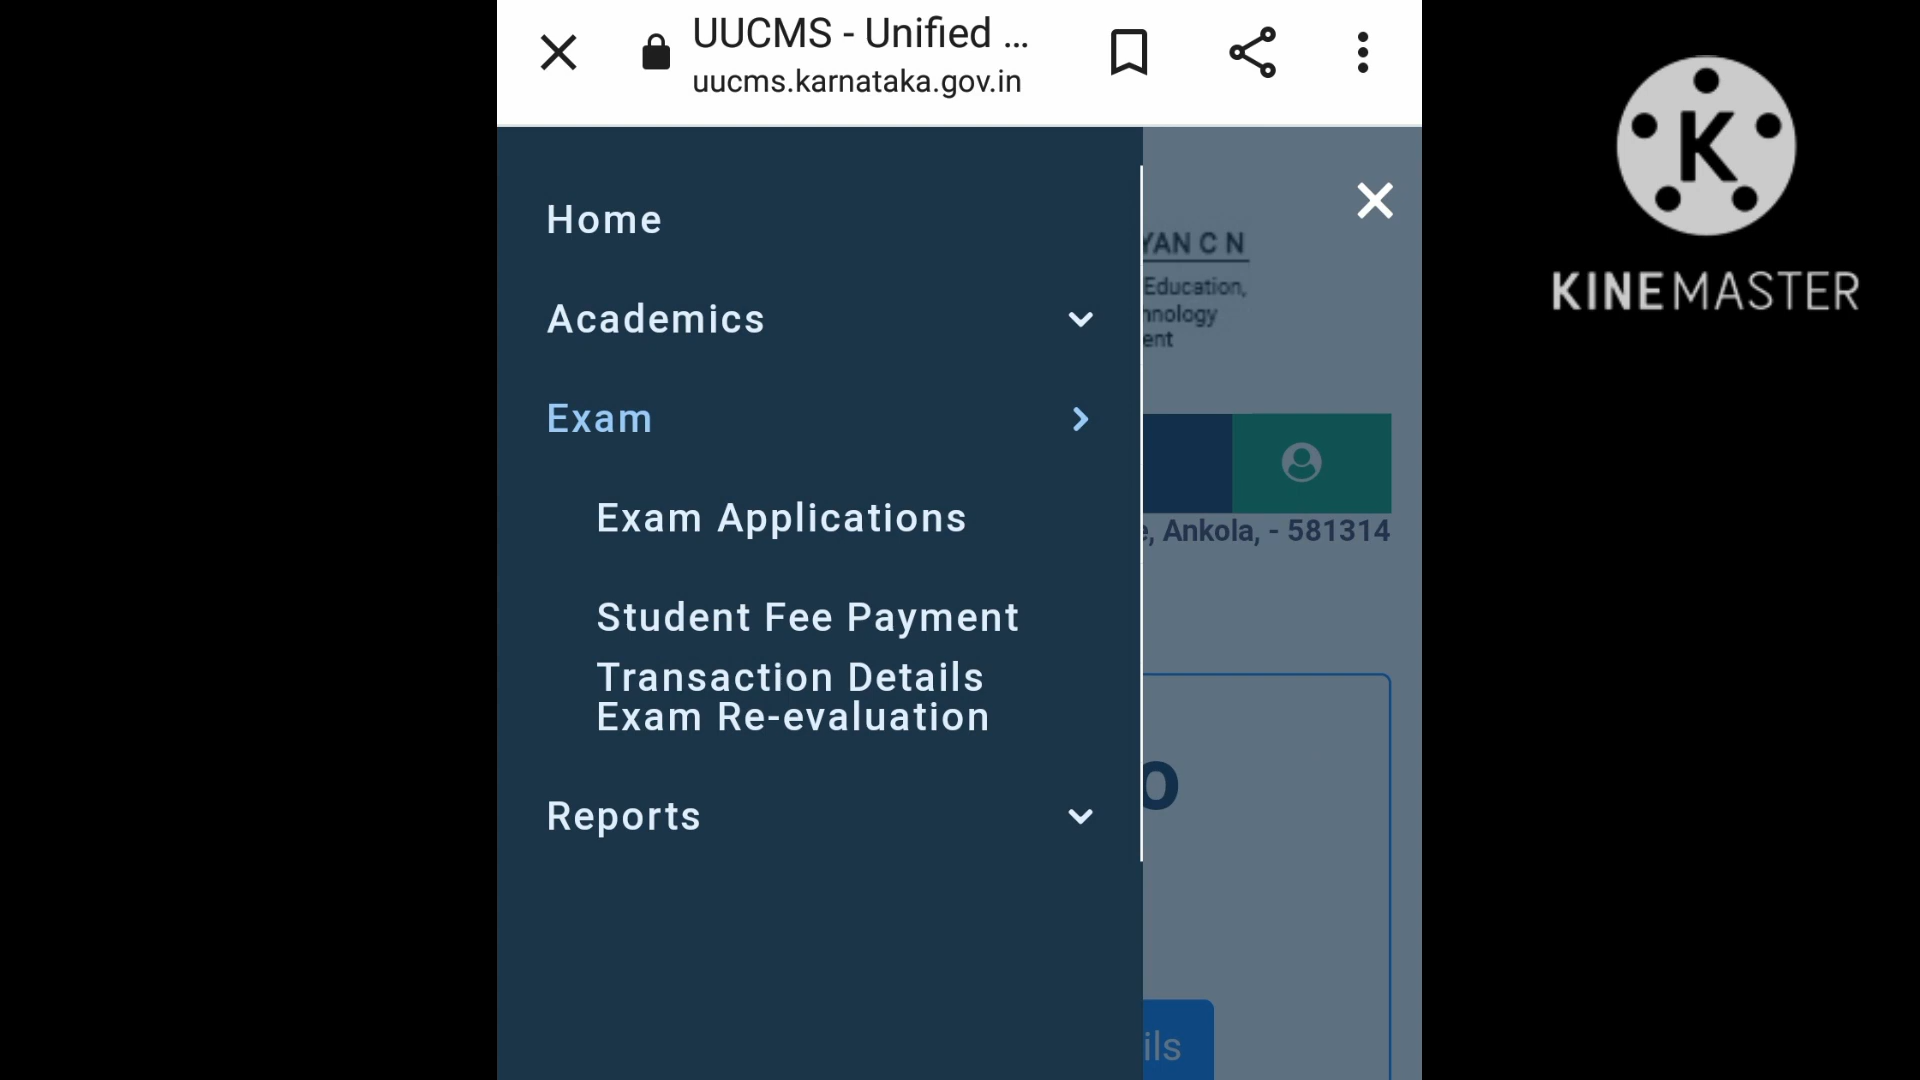 UUCMS - Unified ...
uucms.karnataka.gov.in
Home
Academics
Exam
Exam Applications
Student Fee Payment
Transaction Details
Exam Re-evaluation
Reports
YAN C N
Education,
ent
Ankola, - 581314
ils
K
KINEMASTER